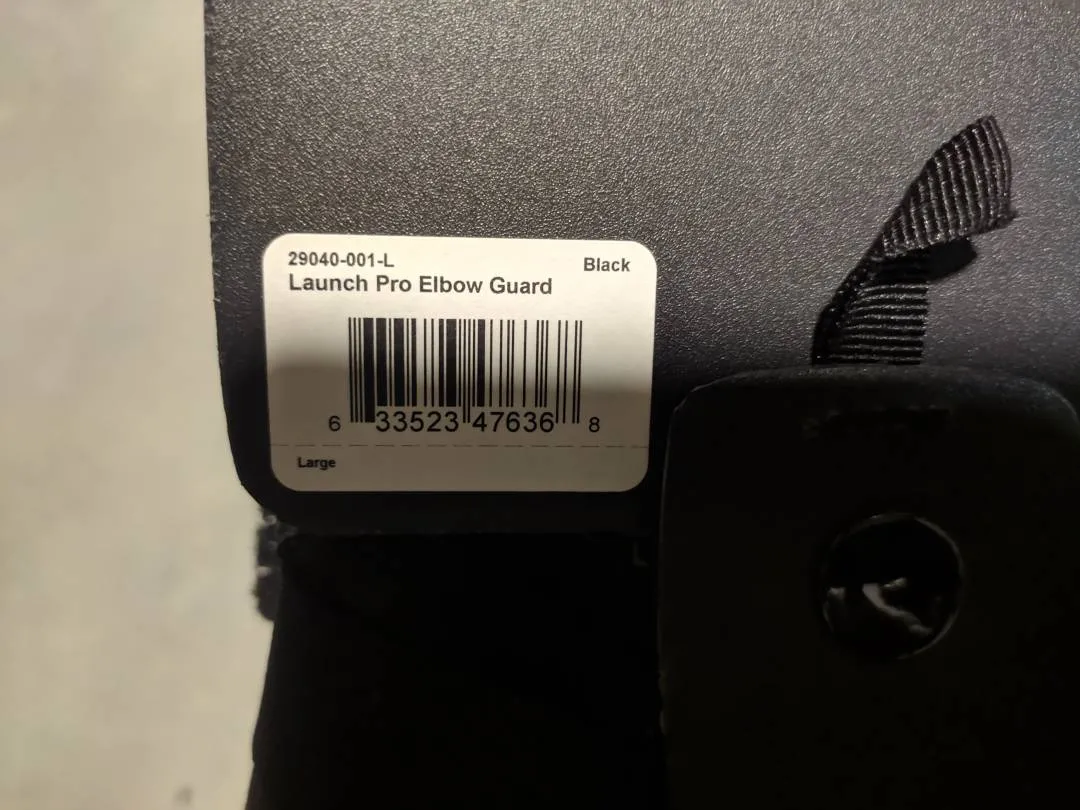 29040-001-L Black
Launch Pro Elbow Guard
6 33523 47636 8
Large